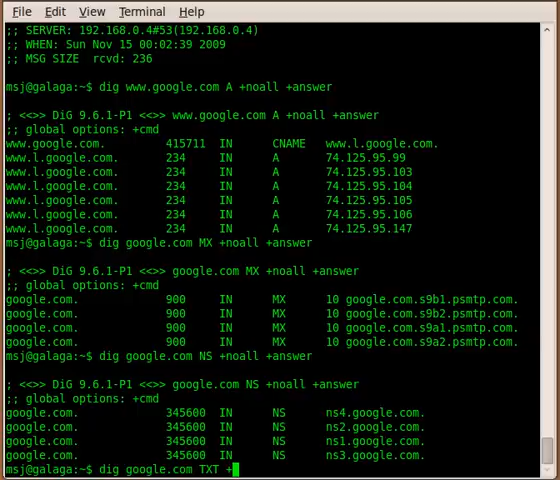 File Edit View Terminal Help
;; SERVER: 192.168.0.4#53(192.168.0.4)
;; WHEN: Sun Nov 15 00:02:39 2009
;; MSG SIZE  rcvd: 236
msj@galaga:~$ dig www.google.com A +noall +answer
; <<>> DiG 9.6.1-P1 <<>> www.google.com A +noall +answer
;; global options: +cmd
www.google.com. 415711 IN CNAME www.l.google.com.
www.l.google.com. 234 IN A 74.125.95.99
www.l.google.com. 234 IN A 74.125.95.103
www.l.google.com. 234 IN A 74.125.95.104
www.l.google.com. 234 IN A 74.125.95.105
www.l.google.com. 234 IN A 74.125.95.106
www.l.google.com. 234 IN A 74.125.95.147
msj@galaga:~$ dig google.com MX +noall +answer
; <<>> DiG 9.6.1-P1 <<>> google.com MX +noall +answer
;; global options: +cmd
google.com. 900 IN MX 10 google.com.s9b1.psmtp.com.
google.com. 900 IN MX 10 google.com.s9b2.psmtp.com.
google.com. 900 IN MX 10 google.com.s9a1.psmtp.com.
google.com. 900 IN MX 10 google.com.s9a2.psmtp.com.
msj@galaga:~$ dig google.com NS +noall +answer
; <<>> DiG 9.6.1-P1 <<>> google.com NS +noall +answer
;; global options: +cmd
google.com. 345600 IN NS ns4.google.com.
google.com. 345600 IN NS ns2.google.com.
google.com. 345600 IN NS ns1.google.com.
google.com. 345600 IN NS ns3.google.com.
msj@galaga:~$ dig google.com TXT +